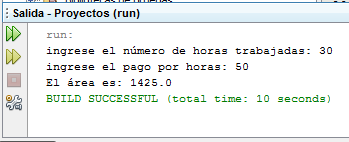 Salida - Proyectos (run)
run:
ingrese el número de horas trabajadas: 30
ingrese el pago por horas: 50
El área es: 1425.0
BUILD SUCCESSFUL (total time: 10 seconds)